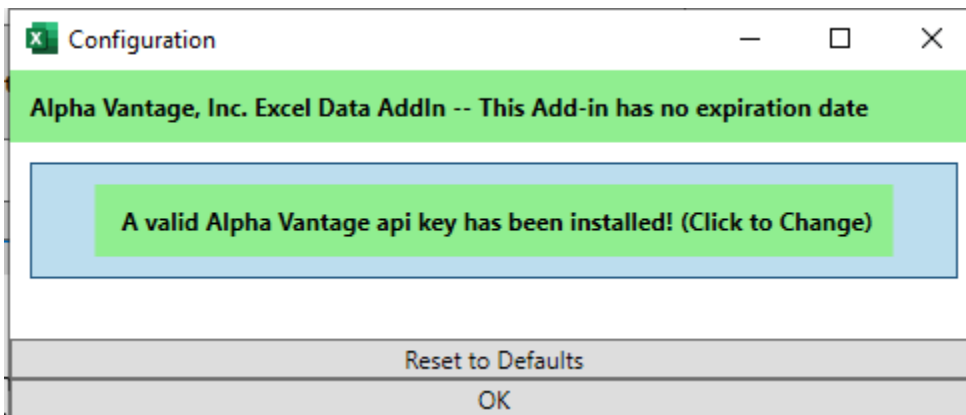 Configuration
Alpha Vantage, Inc. Excel Data AddIn -- This Add-in has no expiration date
A valid Alpha Vantage api key has been installed! (Click to Change)
Reset to Defaults
OK